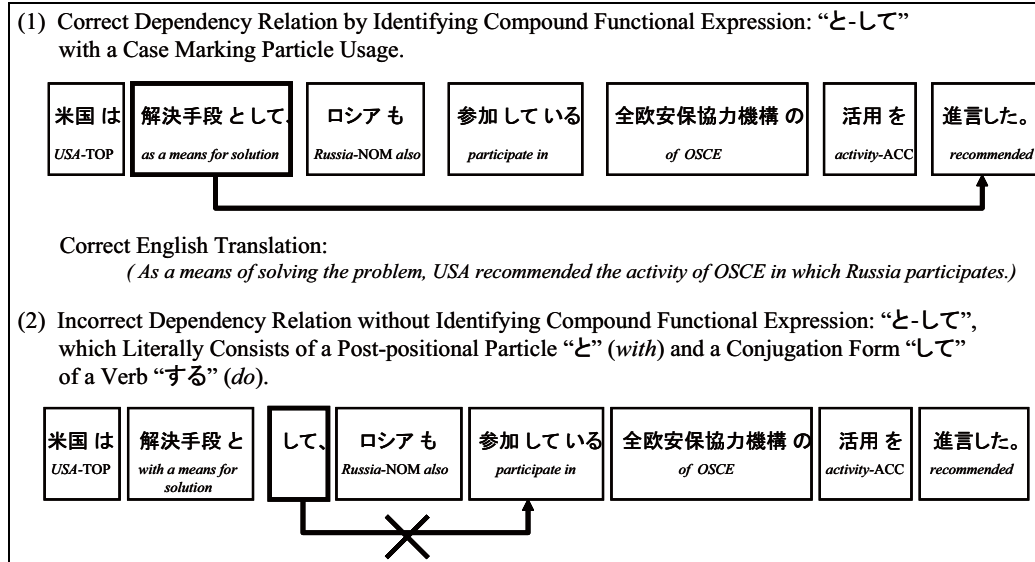 (1) Correct Dependency Relation by Identifying Compound Functional Expression: “と-して”
with a Case Marking Particle Usage.
米国 は 解決手段 と して、 ロシア も 参加 して いる 全欧安保協力機構 の 活用 を 進言した。
USA-TOP as a means for solution Russia-NOM also participate in of OSCE activity-ACC recommended
Correct English Translation:
( As a means of solving the problem, USA recommended the activity of OSCE in which Russia participates.)
(2) Incorrect Dependency Relation without Identifying Compound Functional Expression: “と-して”,
which Literally Consists of a Post-positional Particle “と” (with) and a Conjugation Form “して”
of a Verb “する” (do).
米国 は 解決手段 と して、 ロシア も 参加 して いる 全欧安保協力機構 の 活用 を 進言した。
USA-TOP with a means for Russia-NOM also participate in of OSCE activity-ACC recommended
solution